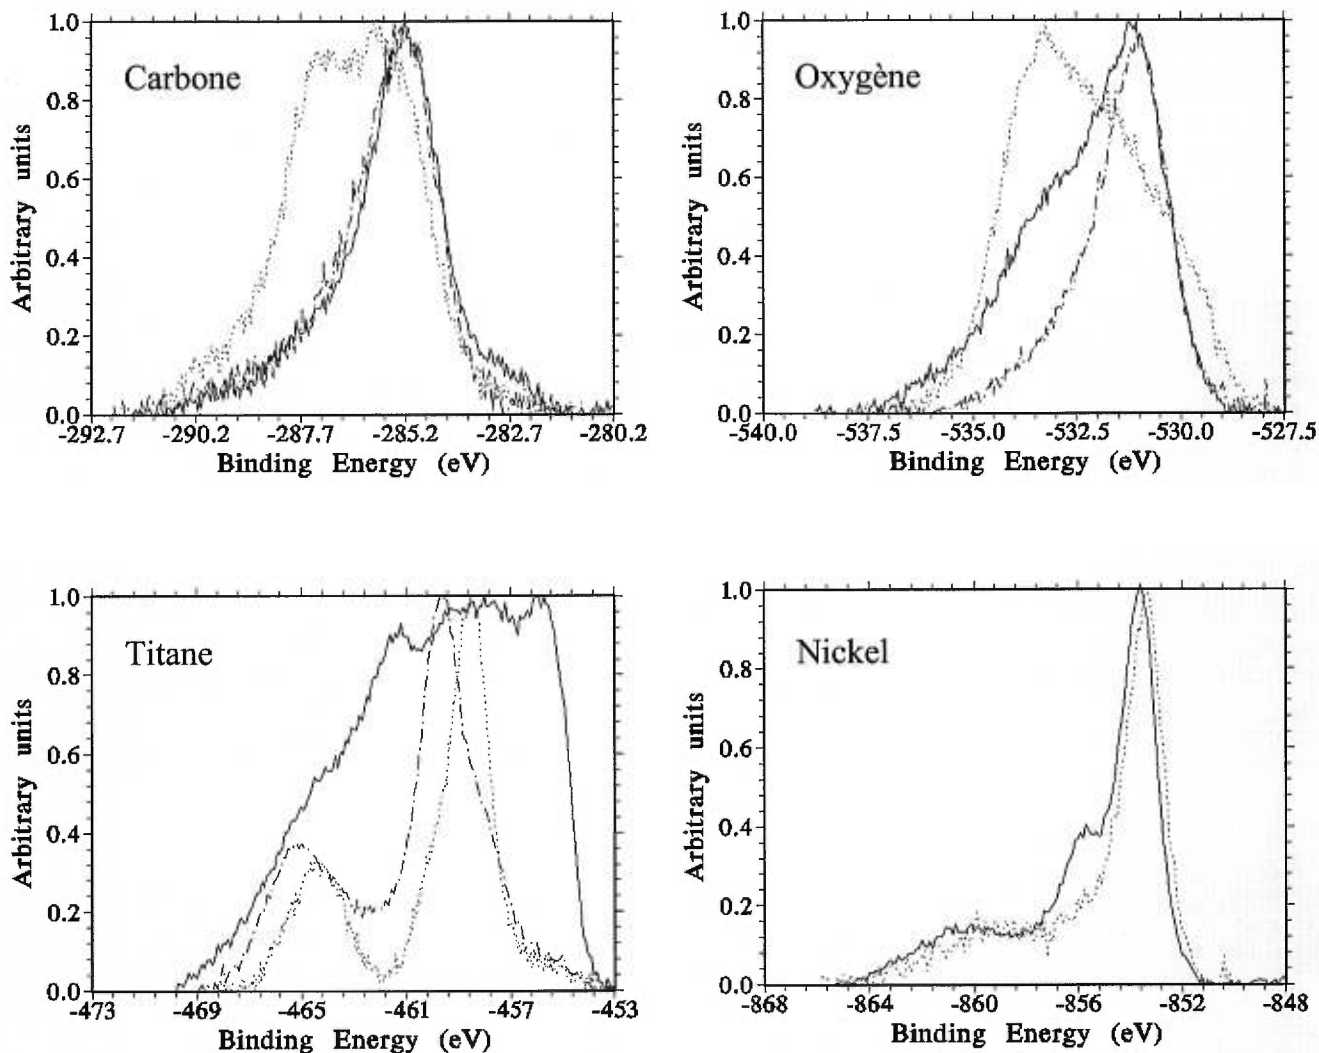 Carbone
Arbitrary units
1.0
0.8
0.6
0.4
0.2
0.0
-292.7 -290.2 -287.7 -285.2 -282.7 -280.2
Binding Energy (eV)
Oxygène
Arbitrary units
1.0
0.8
0.6
0.4
0.2
0.0
-540.0 -537.5 -535.0 -532.5 -530.0 -527.5
Binding Energy (eV)
Titane
Arbitrary units
1.0
0.8
0.6
0.4
0.2
0.0
-473 -469 -465 -461 -457 -453
Binding Energy (eV)
Nickel
Arbitrary units
1.0
0.8
0.6
0.4
0.2
0.0
-868 -864 -860 -856 -852 -848
Binding Energy (eV)